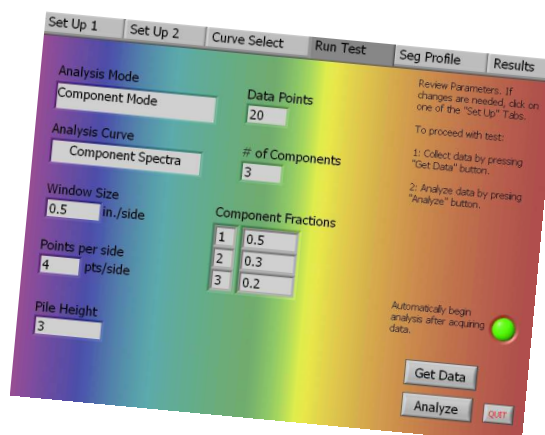 Set Up 1
Set Up 2
Curve Select
Run Test
Seg Profile
Results
Analysis Mode
Component Mode
Analysis Curve
Component Spectra
Window Size
0.5 in./side
Points per side
4 pts/side
Pile Height
3
Data Points
20
# of Components
3
Component Fractions
1 0.5
2 0.3
3 0.2
Review Parameters. If
changes are needed, click on
one of the "Set Up" Tabs.
To proceed with test:
1: Collect data by pressing
"Get Data" button.
2: Analyze data by presing
"Analyze" button.
Automatically begin
analysis after acquiring
data.
Get Data
Analyze
QUIT